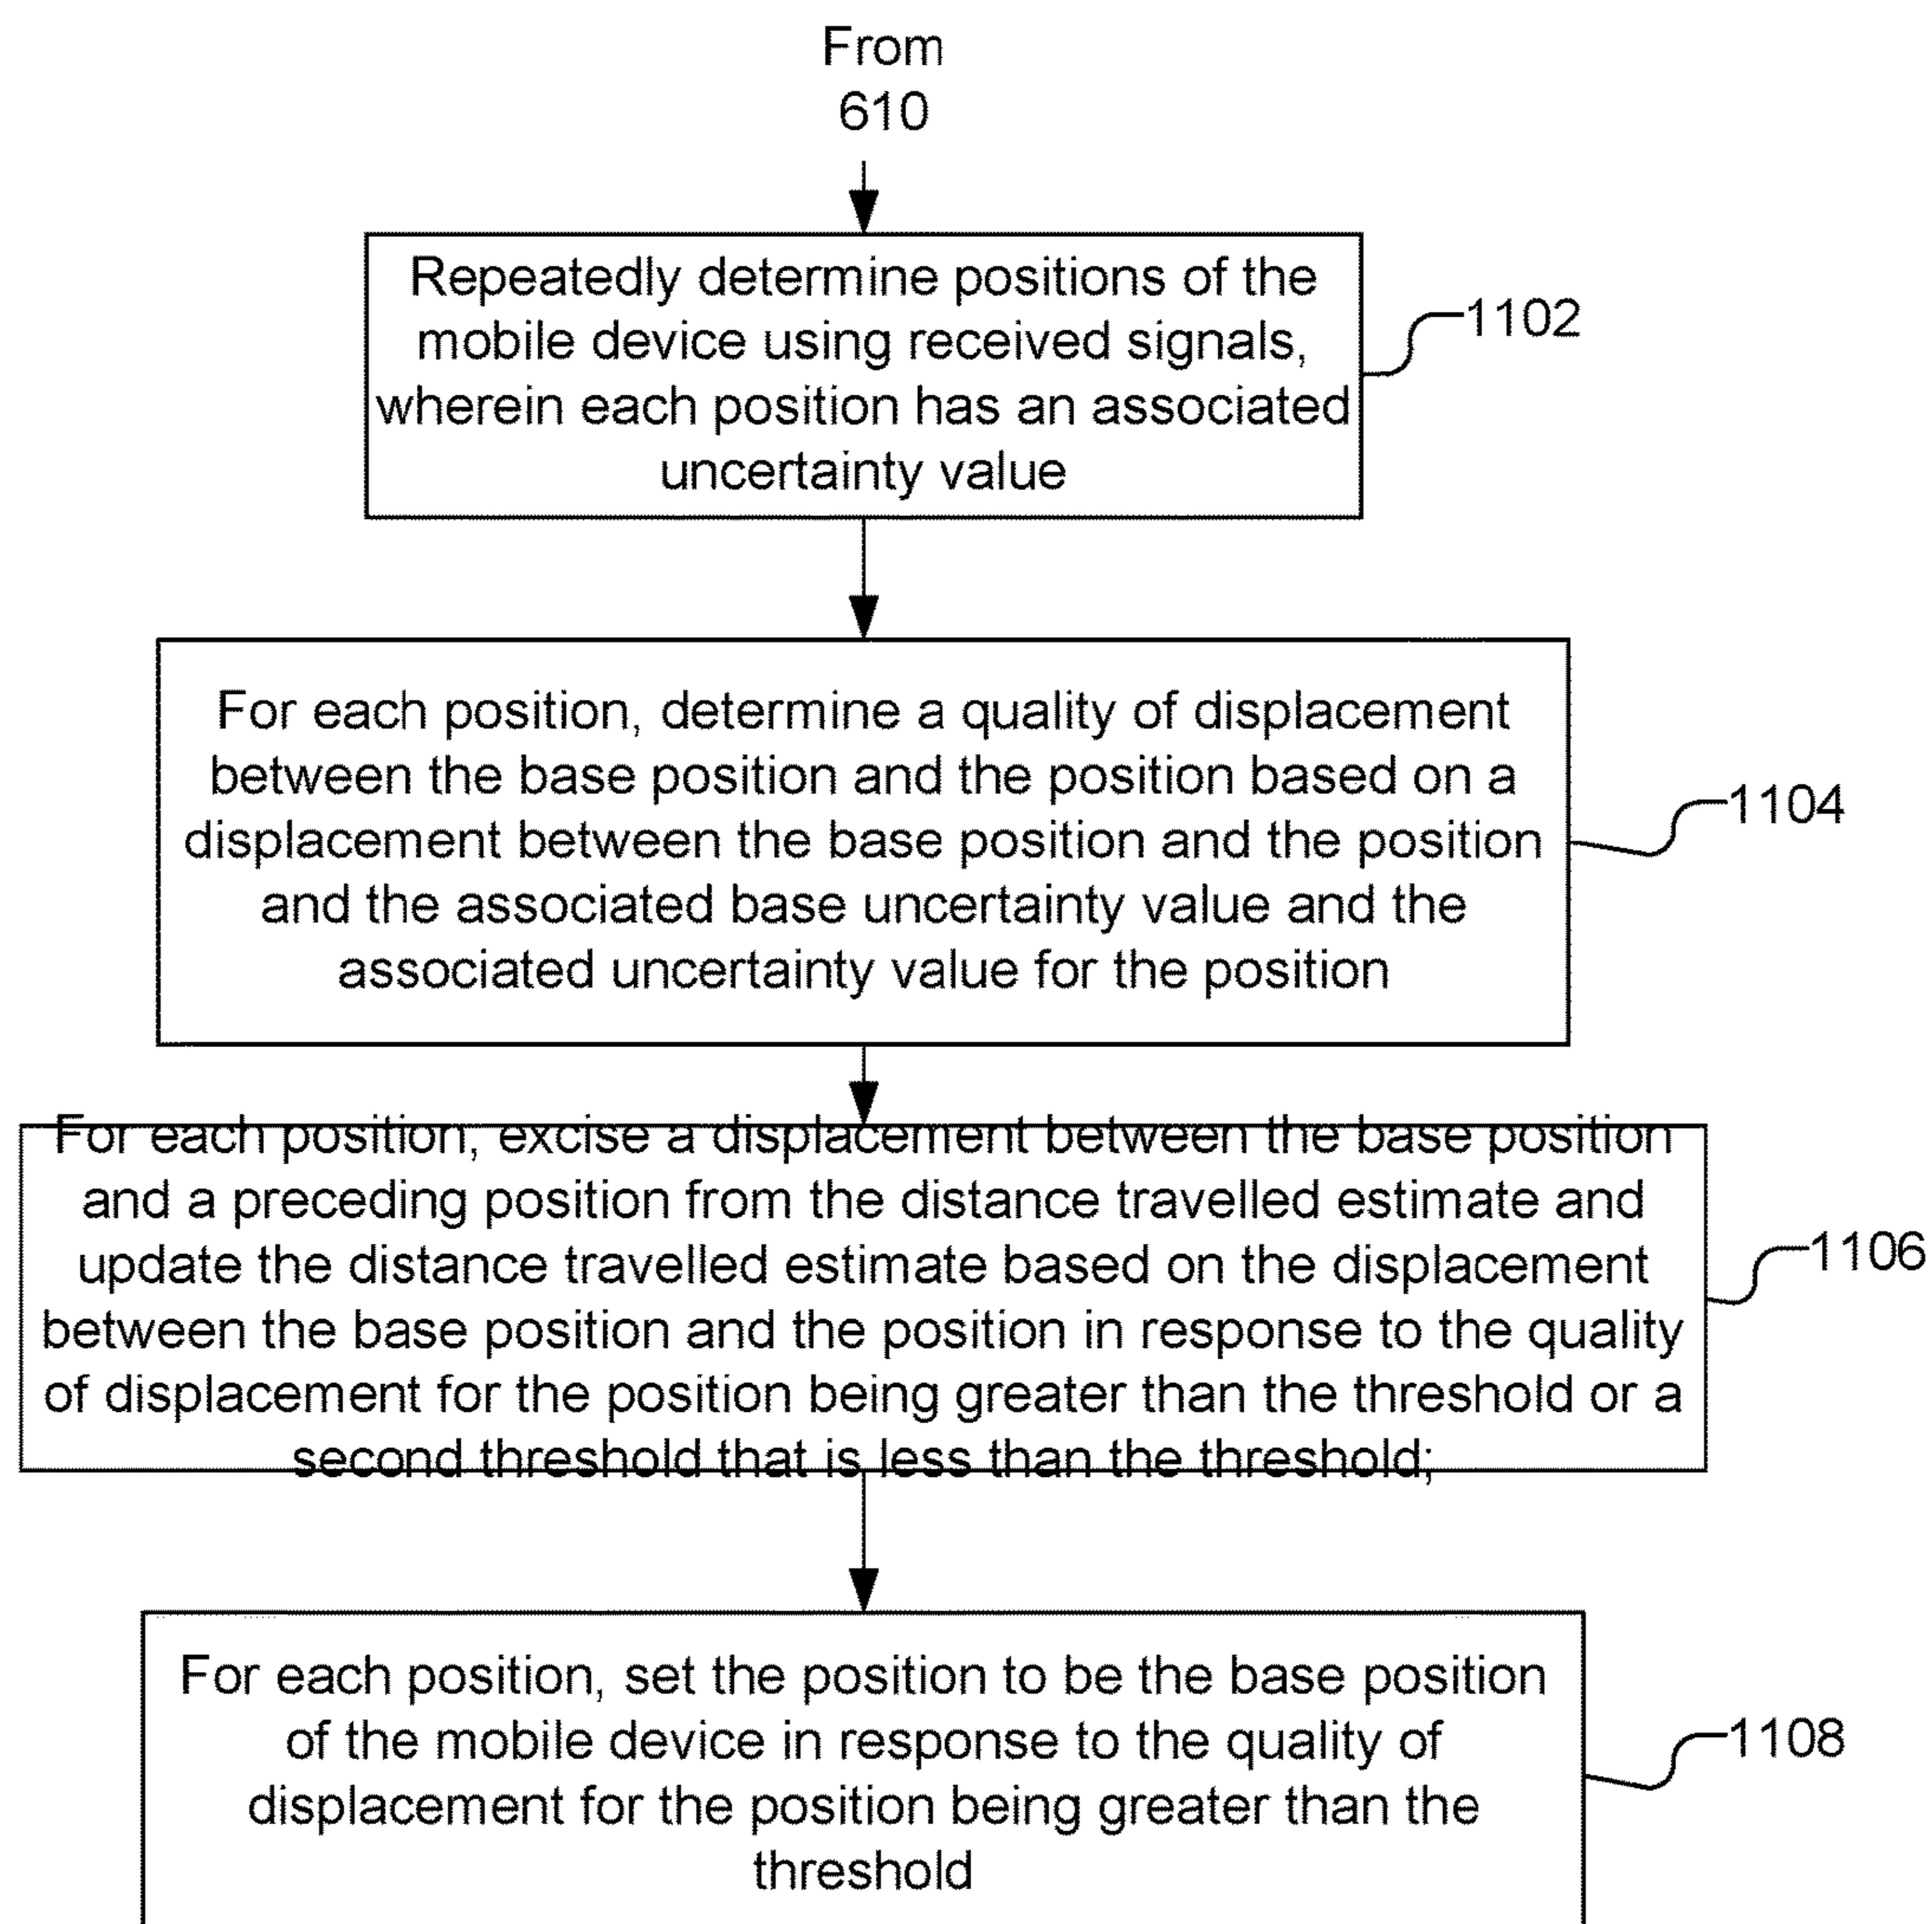 From
610
Repeatedly determine positions of the
mobile device using received signals,
wherein each position has an associated
uncertainty value
1102
For each position, determine a quality of displacement
between the base position and the position based on a
displacement between the base position and the position
and the associated base uncertainty value and the
associated uncertainty value for the position
1104
For each position, excise a displacement between the base position
and a preceding position from the distance travelled estimate and
update the distance travelled estimate based on the displacement
between the base position and the position in response to the quality
of displacement for the position being greater than the threshold or a
second threshold that is less than the threshold;
1106
For each position, set the position to be the base position
of the mobile device in response to the quality of
displacement for the position being greater than the
threshold
1108